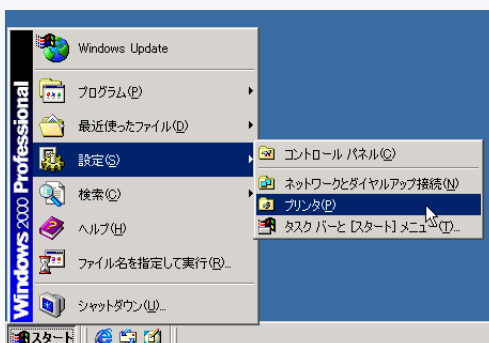 Windows Update
プログラム(P)
最近使ったファイル(D)
設定(S)
検索(C)
ヘルプ(H)
ファイル名を指定して実行(R)...
シャットダウン(U)...
Windows 2000 Professional
コントロール パネル(C)
ネットワークとダイヤルアップ接続(N)
プリンタ(P)
タスク バーと [スタート] メニュー(T)...
スタート